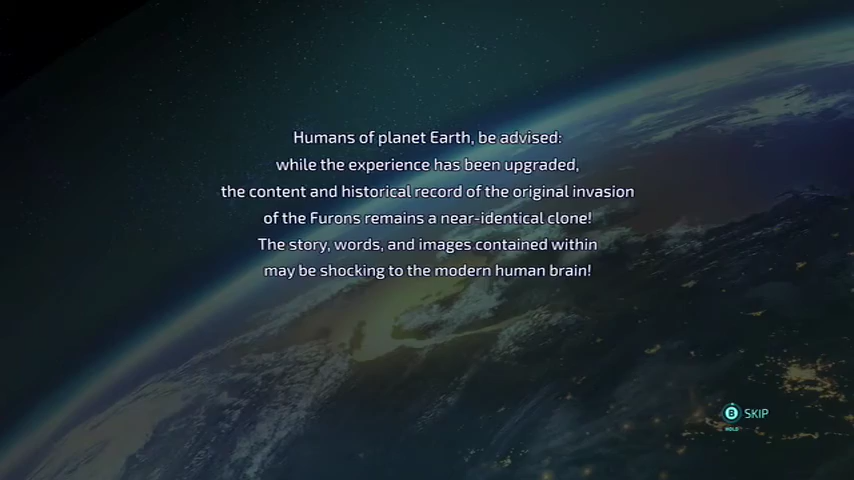 Humans of planet Earth, be advised:
while the experience has been upgraded,
the content and historical record of the original invasion
of the Furons remains a near-identical clone!
The story, words, and images contained within
may be shocking to the modern human brain!
B SKIP
HOLD